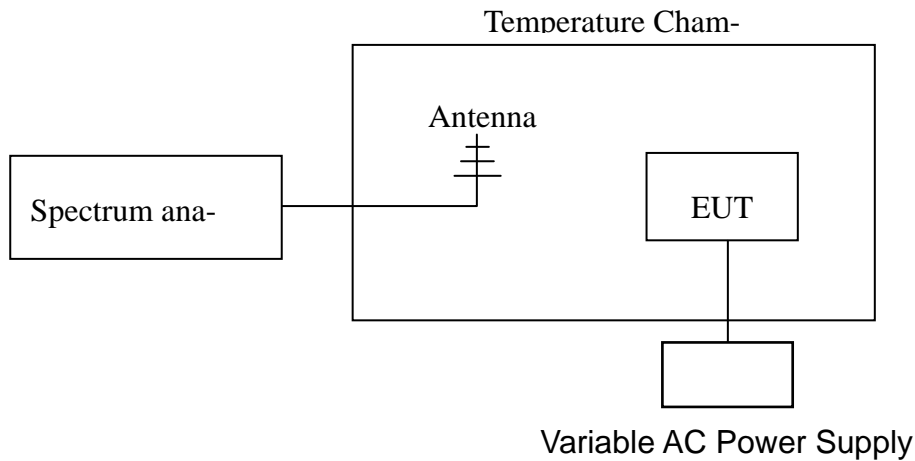 Temperature Cham-
Antenna
Spectrum ana-
EUT
Variable AC Power Supply